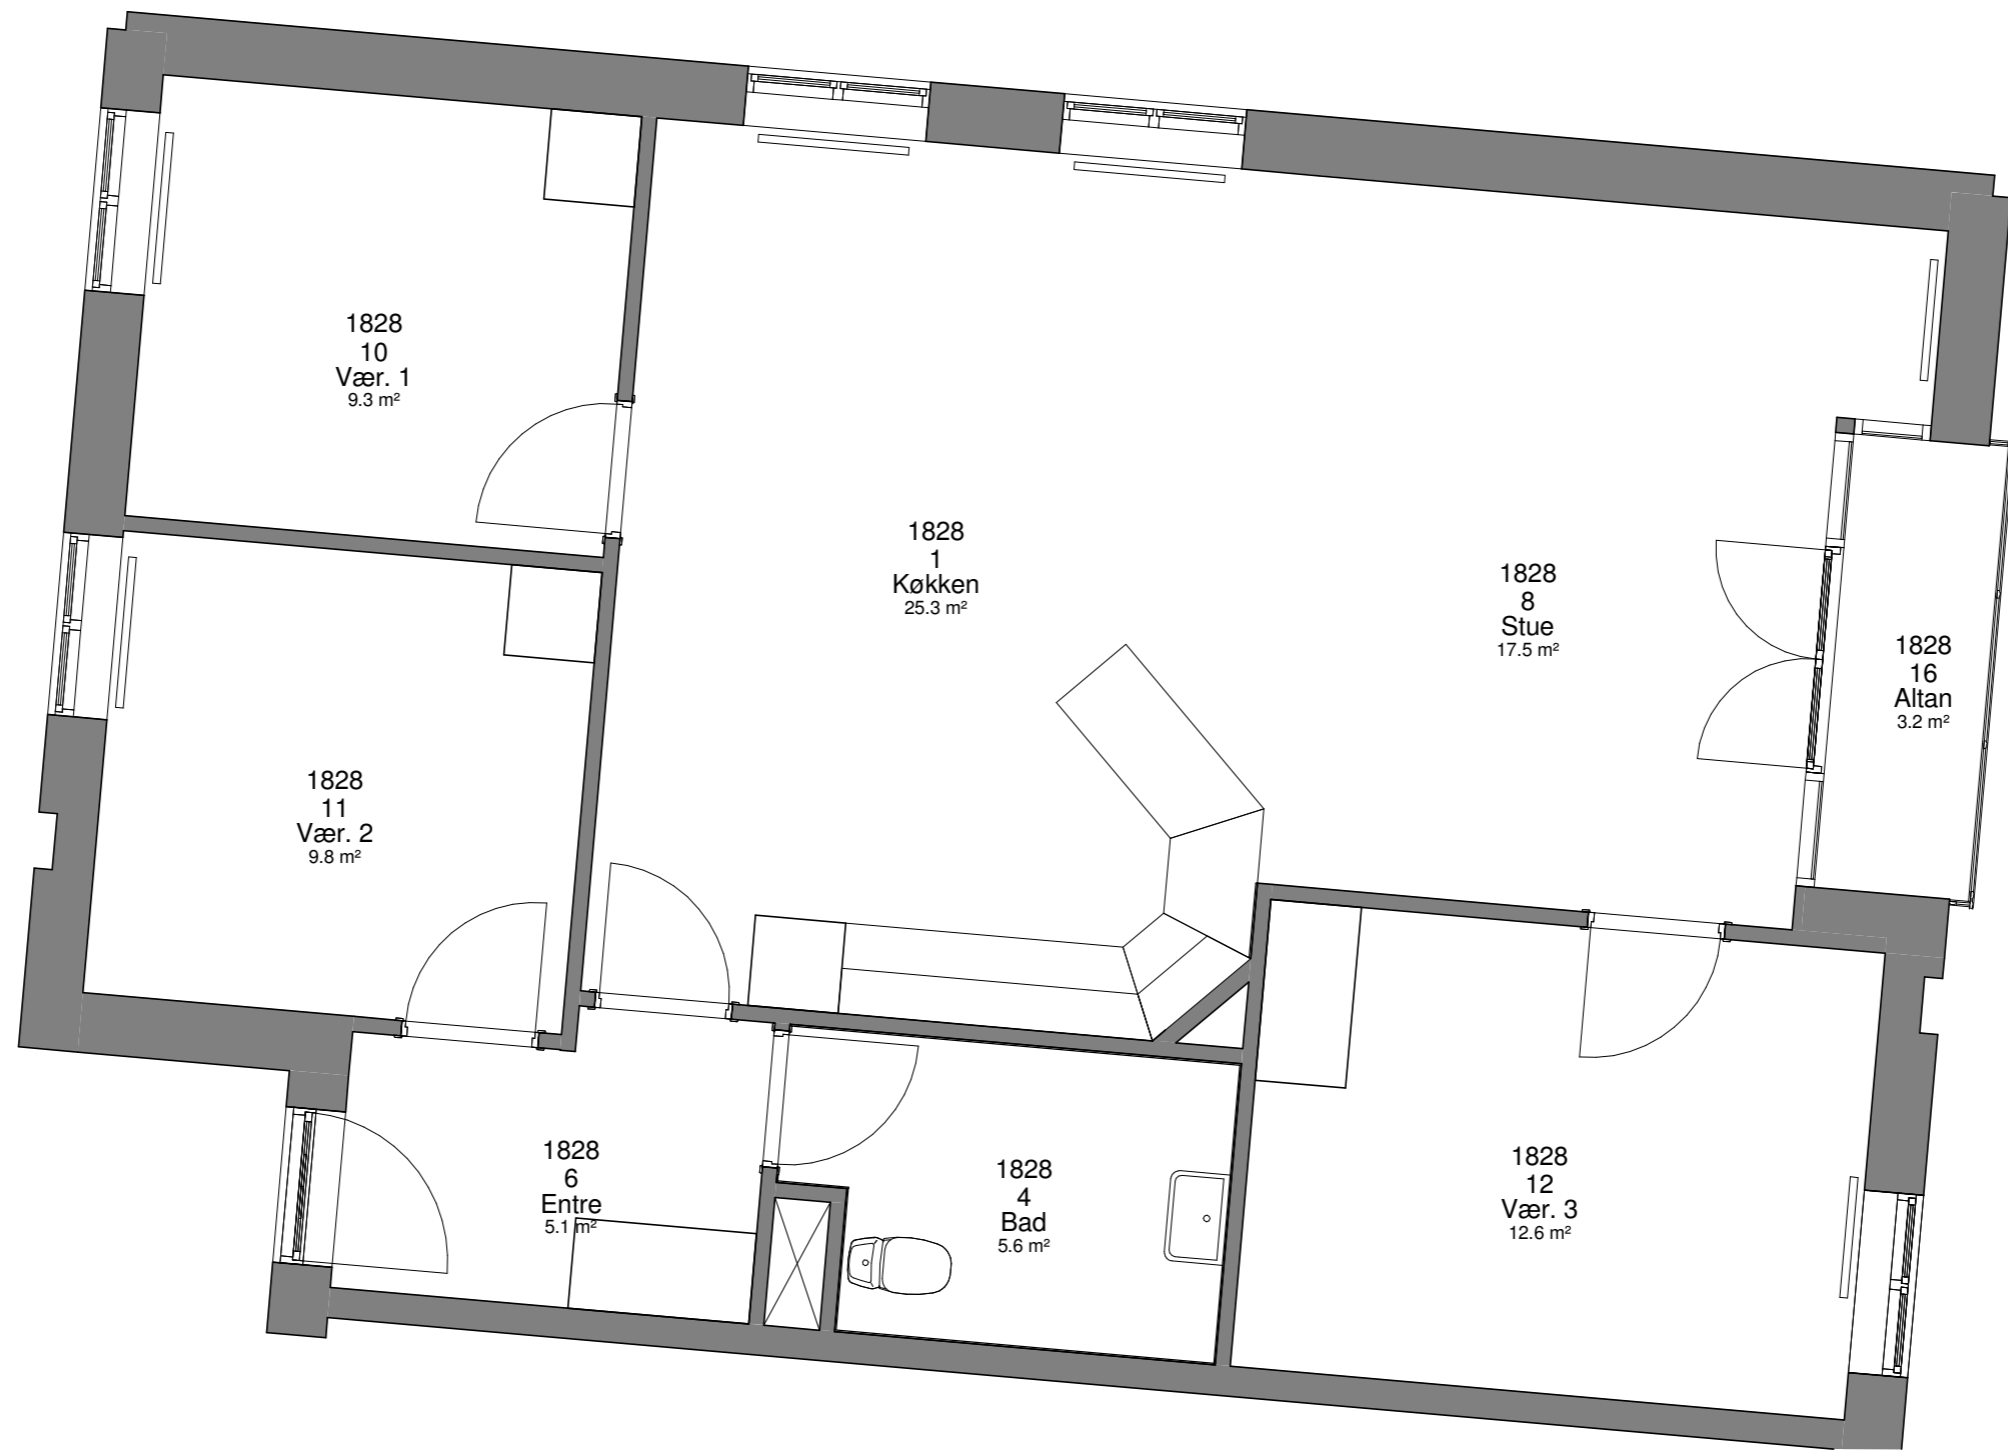 1828
10
Vær. 1
9.3 m²
1828
1
Køkken
25.3 m²
1828
8
Stue
17.5 m²
1828
16
Altan
3.2 m²
1828
11
Vær. 2
9.8 m²
1828
6
Entre
5.1 m²
1828
4
Bad
5.6 m²
1828
12
Vær. 3
12.6 m²